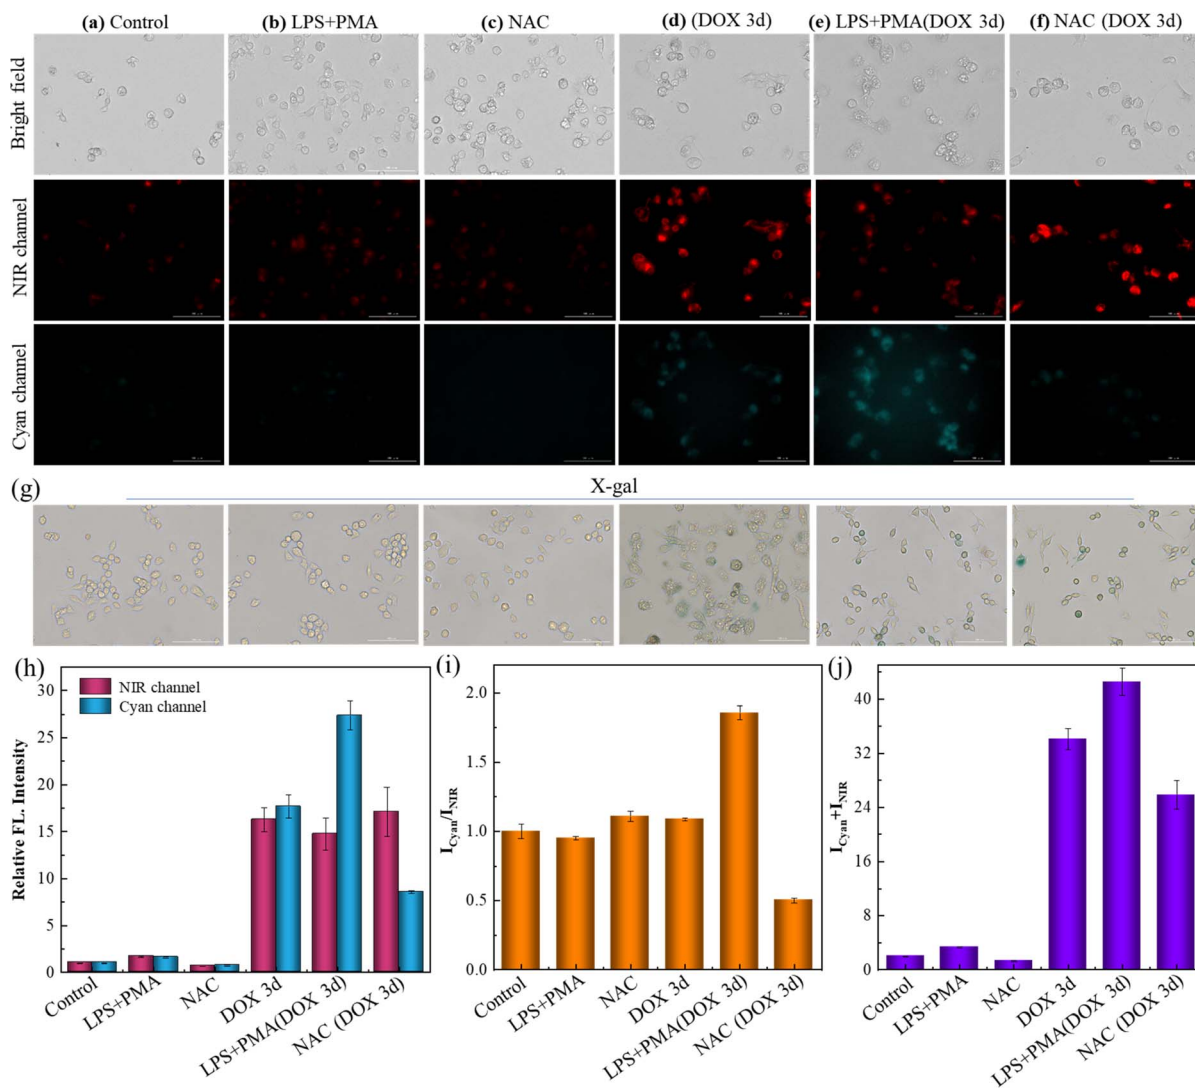 (a) Control
(b) LPS+PMA
(c) NAC
(d) (DOX 3d)
(e) LPS+PMA(DOX 3d)
(f) NAC (DOX 3d)
Bright field
NIR channel
Cyan channel
(g)
X-gal
(h)
NIR channel
Cyan channel
Relative FL. Intensity
30
25
20
15
10
5
0
Control
LPS+PMA
NAC
DOX 3d
LPS+PMA(DOX 3d)
NAC (DOX 3d)
(i)
I_Cyan/I_NIR
2.0
1.5
1.0
0.5
0.0
Control
LPS+PMA
NAC
DOX 3d
LPS+PMA(DOX 3d)
NAC (DOX 3d)
(j)
I_Cyan+I_NIR
40
32
24
16
8
0
Control
LPS+PMA
NAC
DOX 3d
LPS+PMA(DOX 3d)
NAC (DOX 3d)